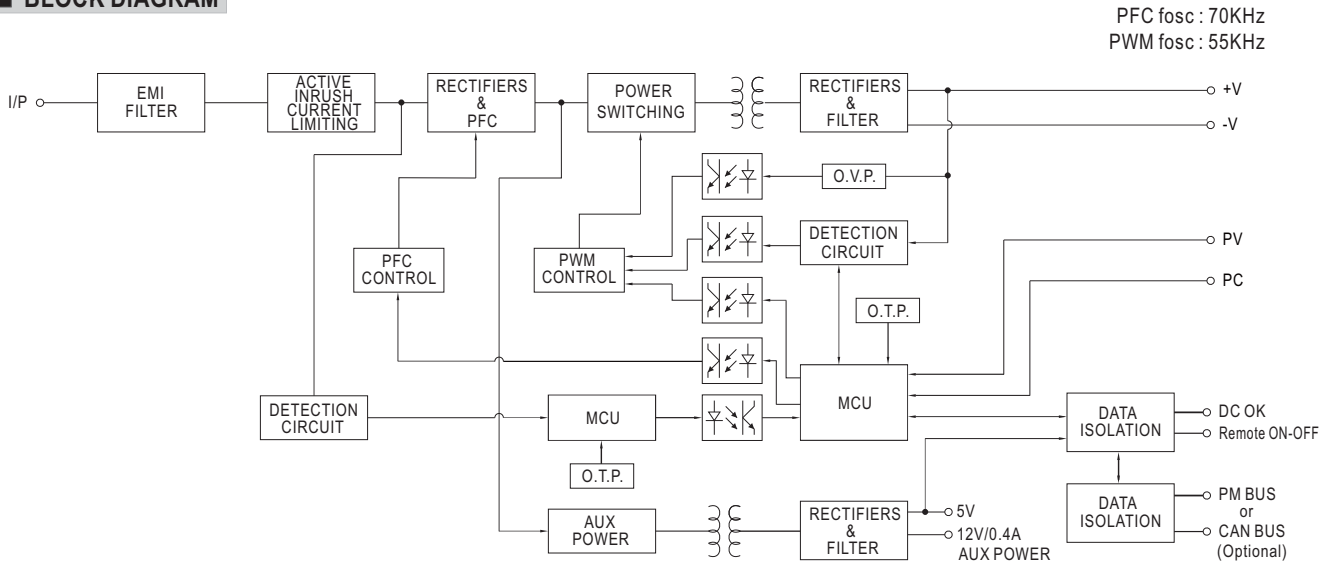 BLOCK DIAGRAM
PFC fosc : 70KHz
PWM fosc : 55KHz
I/P
EMI
FILTER
ACTIVE
INRUSH
CURRENT
LIMITING
RECTIFIERS
&
PFC
POWER
SWITCHING
RECTIFIERS
&
FILTER
+V
-V
O.V.P.
DETECTION
CIRCUIT
PFC
CONTROL
PWM
CONTROL
PV
PC
O.T.P.
MCU
DETECTION
CIRCUIT
MCU
O.T.P.
DATA
ISOLATION
DC OK
Remote ON-OFF
DATA
ISOLATION
PM BUS
or
CAN BUS
(Optional)
AUX
POWER
RECTIFIERS
&
FILTER
5V
12V/0.4A
AUX POWER